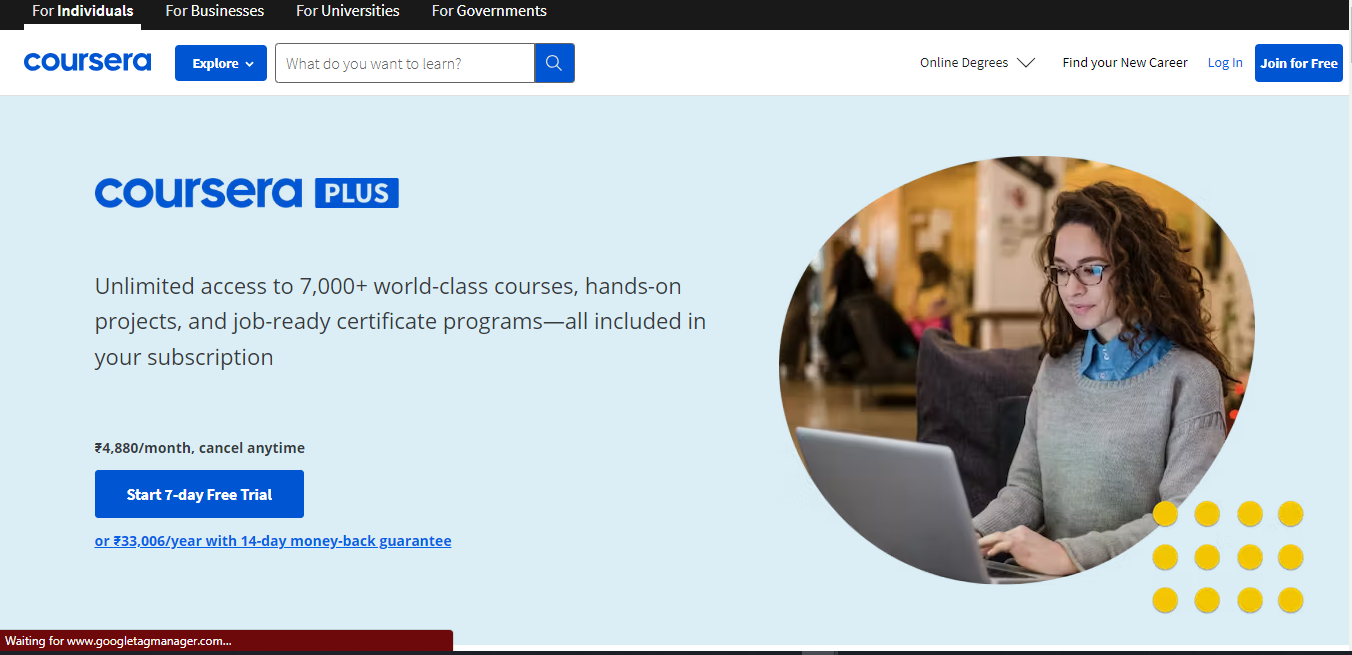 For Individuals For Businesses For Universities For Governments
coursera Explore What do you want to learn? Online Degrees Find your New Career Log In Join for Free
coursera PLUS
Unlimited access to 7,000+ world-class courses, hands-on
projects, and job-ready certificate programs—all included in
your subscription
₹4,880/month, cancel anytime
Start 7-day Free Trial
or ₹33,006/year with 14-day money-back guarantee
Waiting for www.googletagmanager.com...